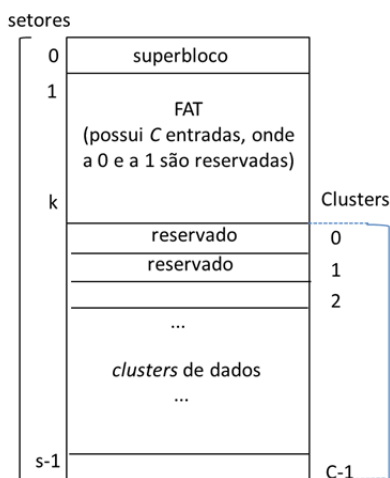 setores
0
superbloco
1
FAT
(possui C entradas, onde
a 0 e a 1 são reservadas)
k
Clusters
reservado
0
reservado
1
2
...
clusters de dados
...
s-1
C-1